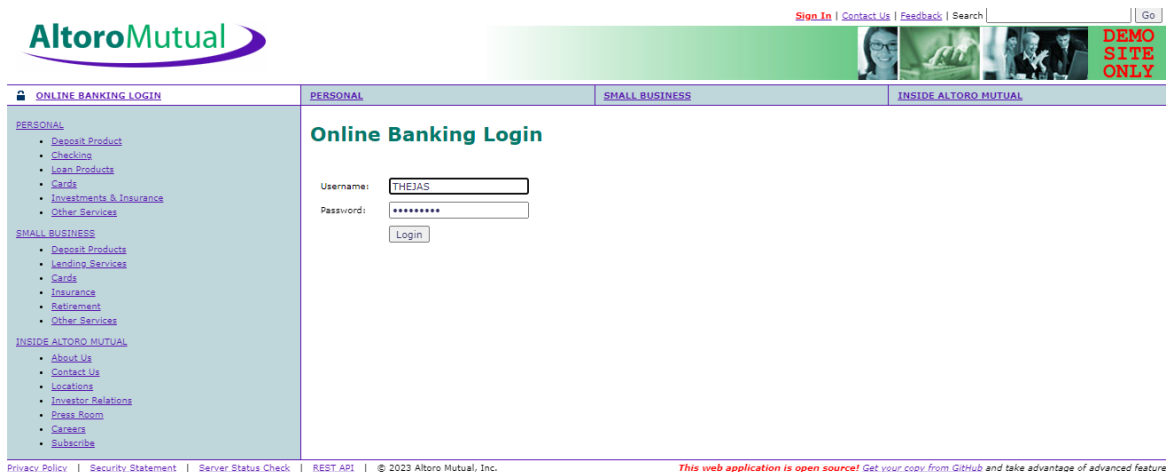 Sign In | Contact Us | Feedback | Search Go
AltoroMutual
DEMO
SITE
ONLY
ONLINE BANKING LOGIN
PERSONAL
SMALL BUSINESS
INSIDE ALTORO MUTUAL
PERSONAL
Deposit Product
Checking
Loan Products
Cards
Investments & Insurance
Other Services
SMALL BUSINESS
Deposit Products
Lending Services
Cards
Insurance
Retirement
Other Services
INSIDE ALTORO MUTUAL
About Us
Contact Us
Locations
Investor Relations
Press Room
Careers
Subscribe
Online Banking Login
Username: THEJAS
Password: •••••••••
Login
Privacy Policy | Security Statement | Server Status Check | REST API | © 2023 Altoro Mutual, Inc.
This web application is open source! Get your copy from GitHub and take advantage of advanced feature